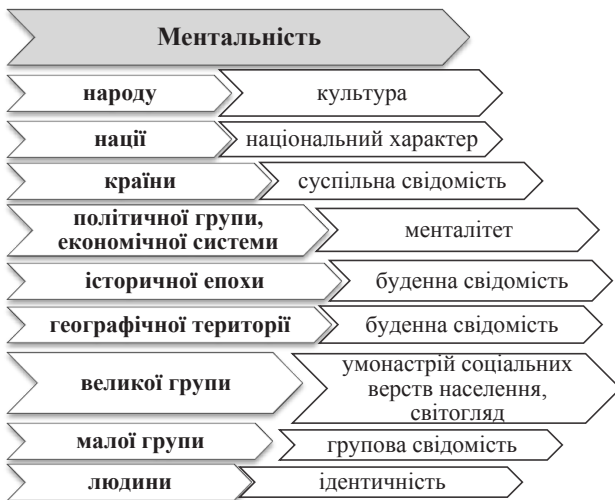 Ментальність
народу
культура
нації
національний характер
країни
суспільна свідомість
політичної групи,
економічної системи
менталітет
історичної епохи
буденна свідомість
географічної території
буденна свідомість
великої групи
умонастрій соціальних
верств населення,
світогляд
малої групи
групова свідомість
людини
ідентичність